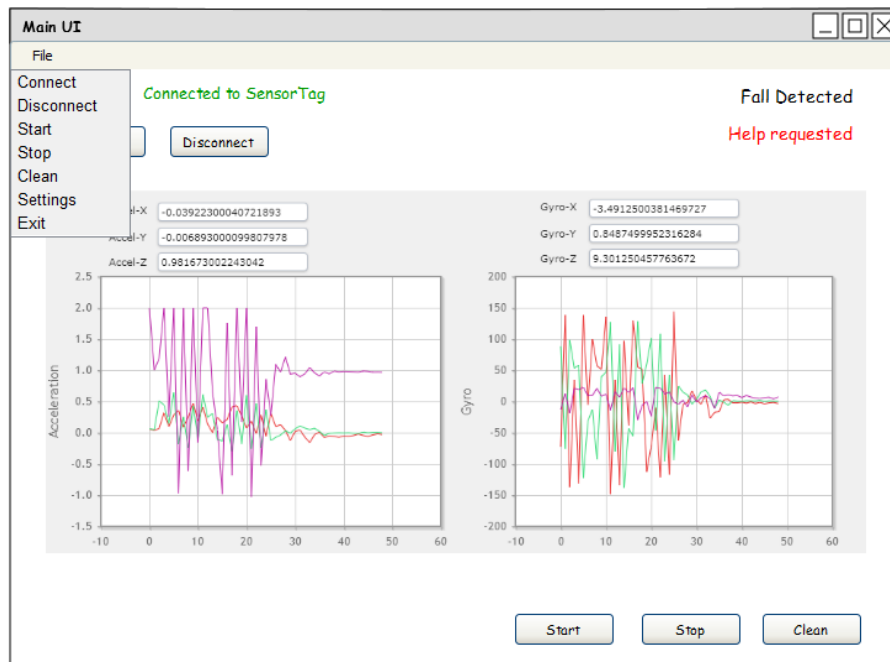 Main UI
File
Connect
Disconnect
Start
Stop
Clean
Settings
Exit
Connected to SensorTag
Fall Detected
Help requested
Disconnect
Accel-X -0.03922300040721893
Accel-Y -0.006893000099807978
Accel-Z 0.981673002243042
Gyro-X -3.4912500381469727
Gyro-Y 0.8487499952316284
Gyro-Z 9.301250457763672
Acceleration
2.5
2.0
1.5
1.0
0.5
0.0
-0.5
-1.0
-1.5
-10 0 10 20 30 40 50 60
Gyro
200
150
100
50
0
-50
-100
-150
-200
-10 0 10 20 30 40 50 60
Start Stop Clean